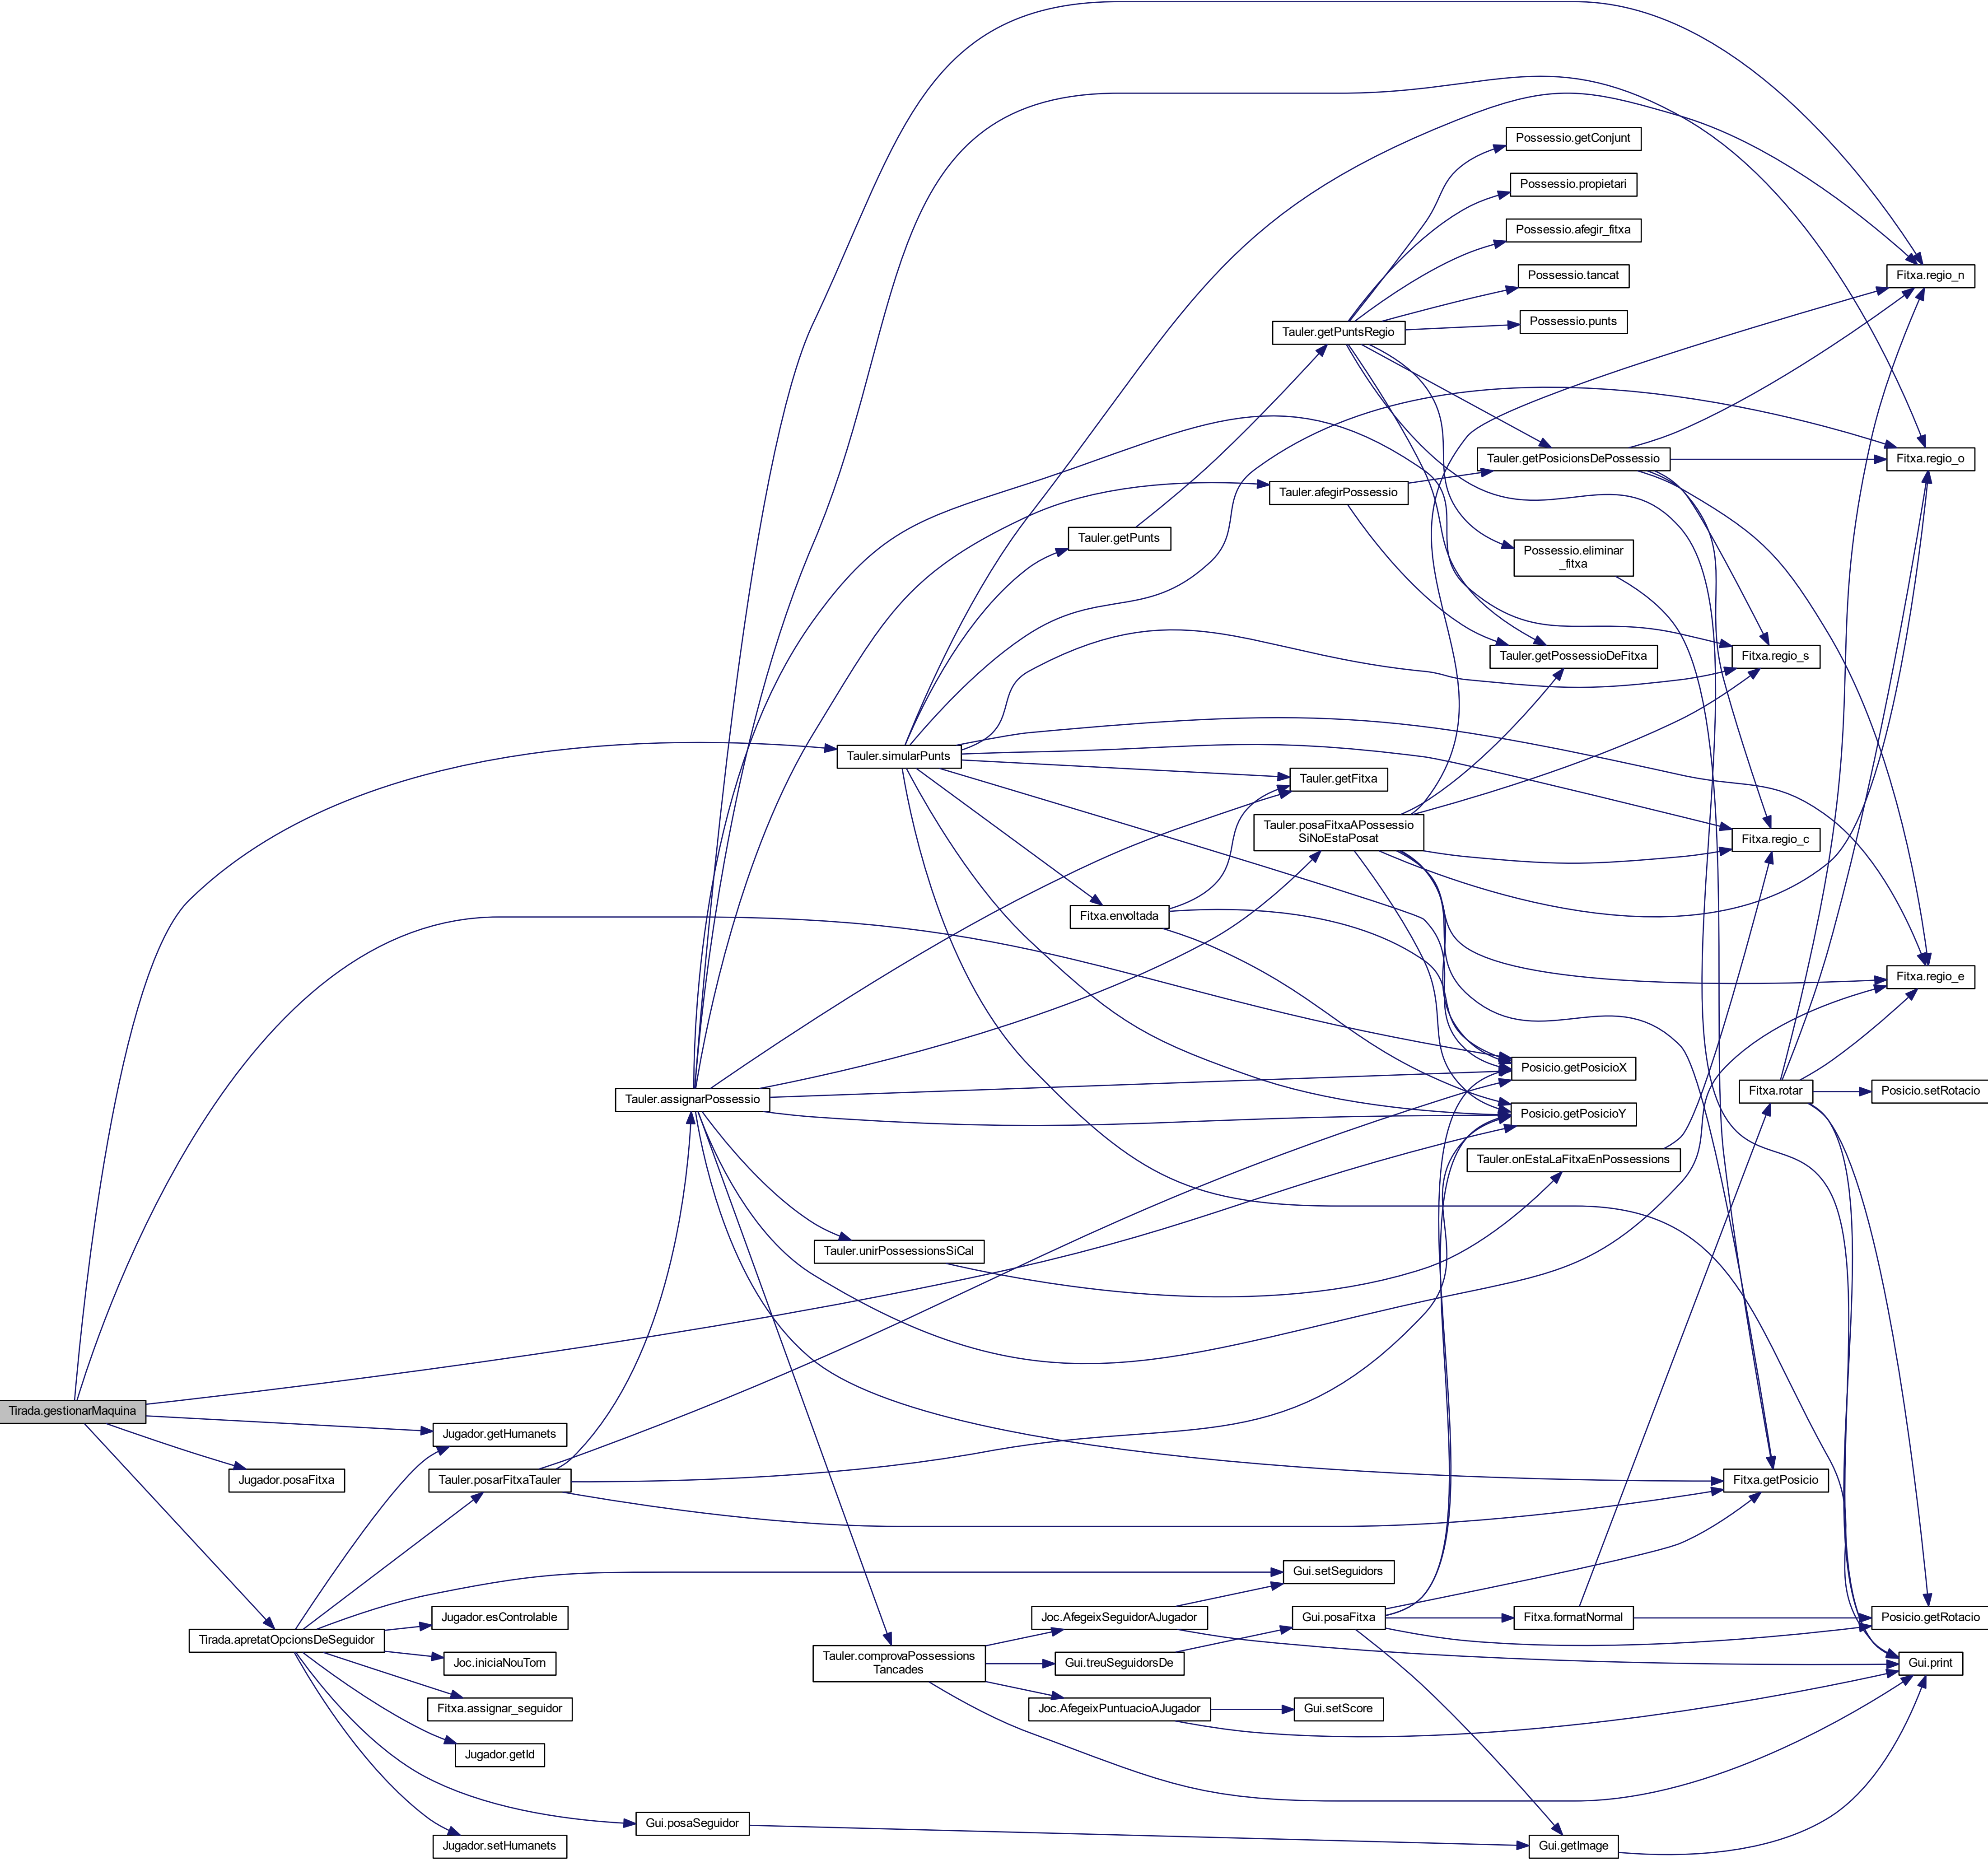 Possessio.getConjunt
Possessio.propietari
Possessio.afegir_fitxa
Possessio.tancat
Fitxa.regio_n
Possessio.punts
Tauler.getPuntsRegio
Tauler.getPosicionsDePossessio
Fitxa.regio_o
Tauler.afegirPossessio
Tauler.getPunts
Possessio.eliminar
_fitxa
Tauler.getPossessioDeFitxa
Fitxa.regio_s
Tauler.simularPunts
Tauler.getFitxa
Tauler.posaFitxaAPossessio
SiNoEstaPosat
Fitxa.regio_c
Fitxa.envoltada
Fitxa.regio_e
Posicio.getPosicioX
Fitxa.rotar
Posicio.setRotacio
Tauler.assignarPossessio
Posicio.getPosicioY
Tauler.onEstaLaFitxaEnPossessions
Tauler.unirPossessionsSiCal
Tirada.gestionarMaquina
Jugador.getHumanets
Jugador.posaFitxa
Tauler.posarFitxaTauler
Fitxa.getPosicio
Gui.setSeguidors
Jugador.esControlable
Joc.AfegeixSeguidorAJugador
Gui.posaFitxa
Fitxa.formatNormal
Posicio.getRotacio
Tirada.apretatOpcionsDeSeguidor
Joc.iniciaNouTorn
Tauler.comprovaPossessions
Tancades
Gui.treuSeguidorsDe
Gui.print
Fitxa.assignar_seguidor
Joc.AfegeixPuntuacioAJugador
Gui.setScore
Jugador.getId
Gui.posaSeguidor
Jugador.setHumanets
Gui.getImage